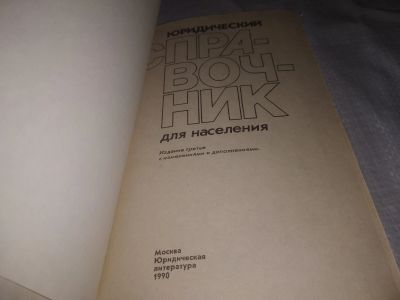 ЮРИДИЧЕСКИЙ
СПРА-
ВОЧ-
НИК
для населения
Издание третье
с изменениями и дополнениями.
Москва
Юридическая
литература
1990